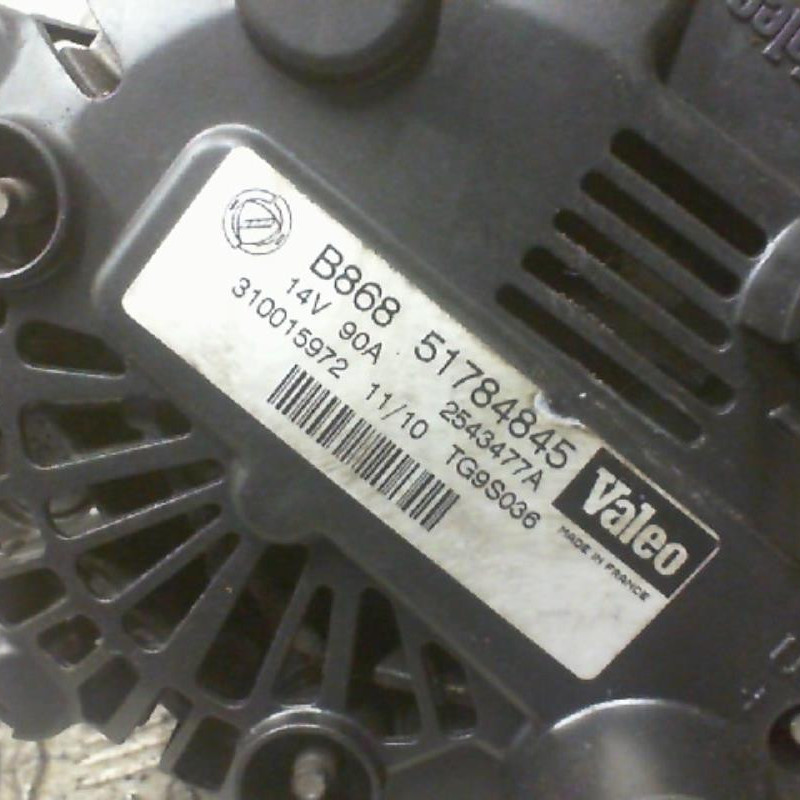 B868 51784845
14V 90A 2543477A
310015972 11/10 TG9S036
Valeo
MADE IN FRANCE